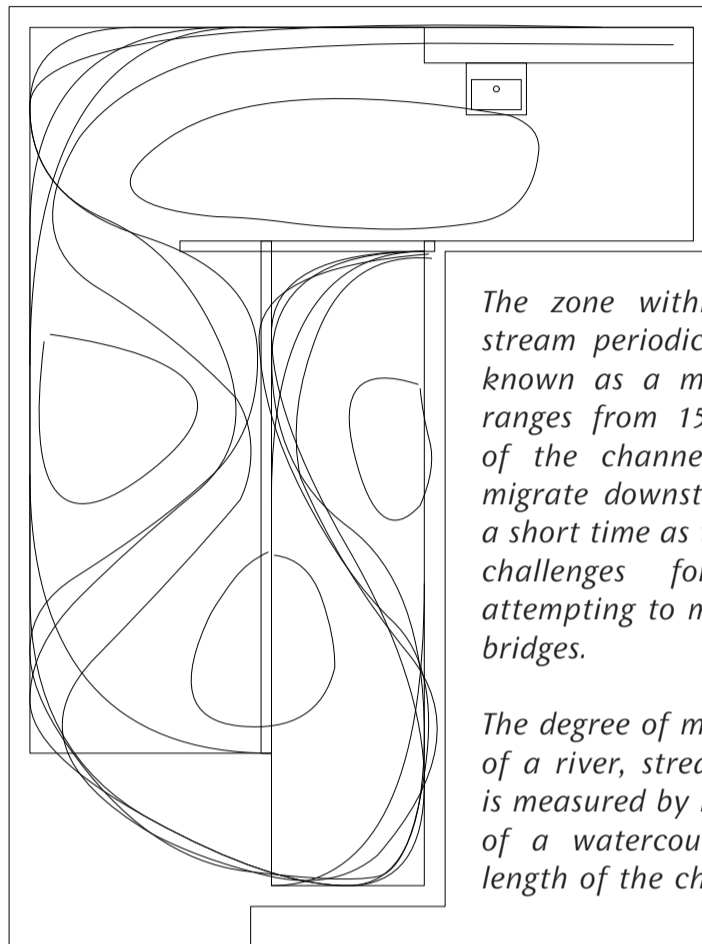 The zone withi
stream periodic
known as a m
ranges from 15
of the channe
migrate downst
a short time as
challenges fo
attempting to m
bridges.
The degree of m
of a river, strea
is measured by
of a watercou
length of the ch